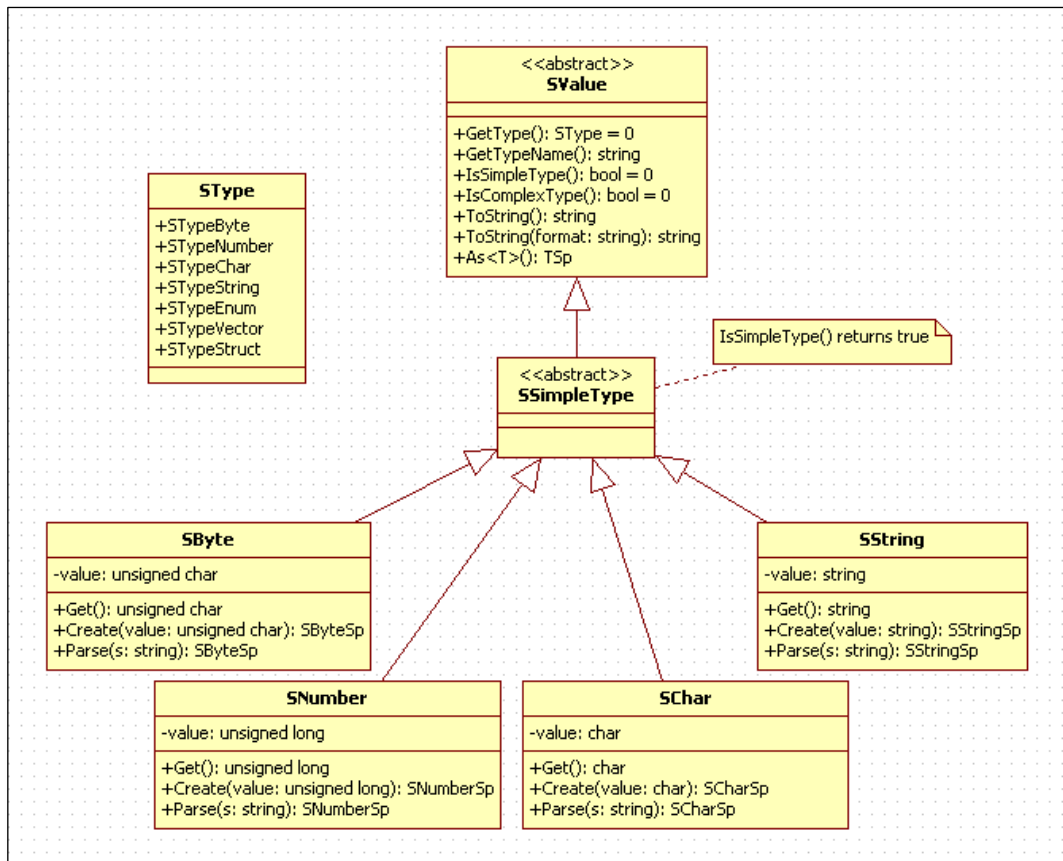 <<abstract>>
SValue
+GetType(): SType = 0
+GetTypeName(): string
+IsSimpleType(): bool = 0
+IsComplexType(): bool = 0
+ToString(): string
+ToString(format: string): string
+As<T>(): TSp
SType
+STypeByte
+STypeNumber
+STypeChar
+STypeString
+STypeEnum
+STypeVector
+STypeStruct
IsSimpleType() returns true
<<abstract>>
SSimpleType
SByte
-value: unsigned char
+Get(): unsigned char
+Create(value: unsigned char): SByteSp
+Parse(s: string): SByteSp
SString
-value: string
+Get(): string
+Create(value: string): SStringSp
+Parse(s: string): SStringSp
SNumber
-value: unsigned long
+Get(): unsigned long
+Create(value: unsigned long): SNumberSp
+Parse(s: string): SNumberSp
SChar
-value: char
+Get(): char
+Create(value: char): SCharSp
+Parse(s: string): SCharSp